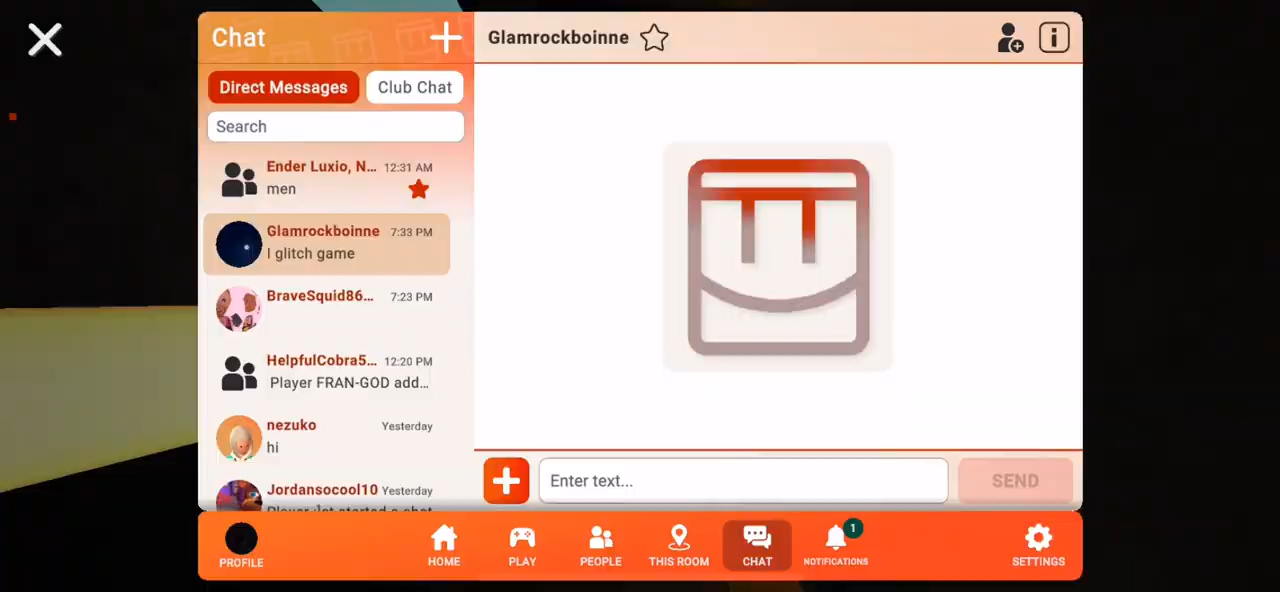 Chat
Direct Messages
Club Chat
Search
Ender Luxio, N... 12:31 AM
men
Glamrockboinne 7:33 PM
I glitch game
BraveSquid86... 7:23 PM
HelpfulCobra5... 12:20 PM
Player FRAN-GOD add...
nezuko Yesterday
hi
Jordansocool10 Yesterday
Glamrockboinne
Enter text...
SEND
PROFILE
HOME
PLAY
PEOPLE
THIS ROOM
CHAT
1
NOTIFICATIONS
SETTINGS